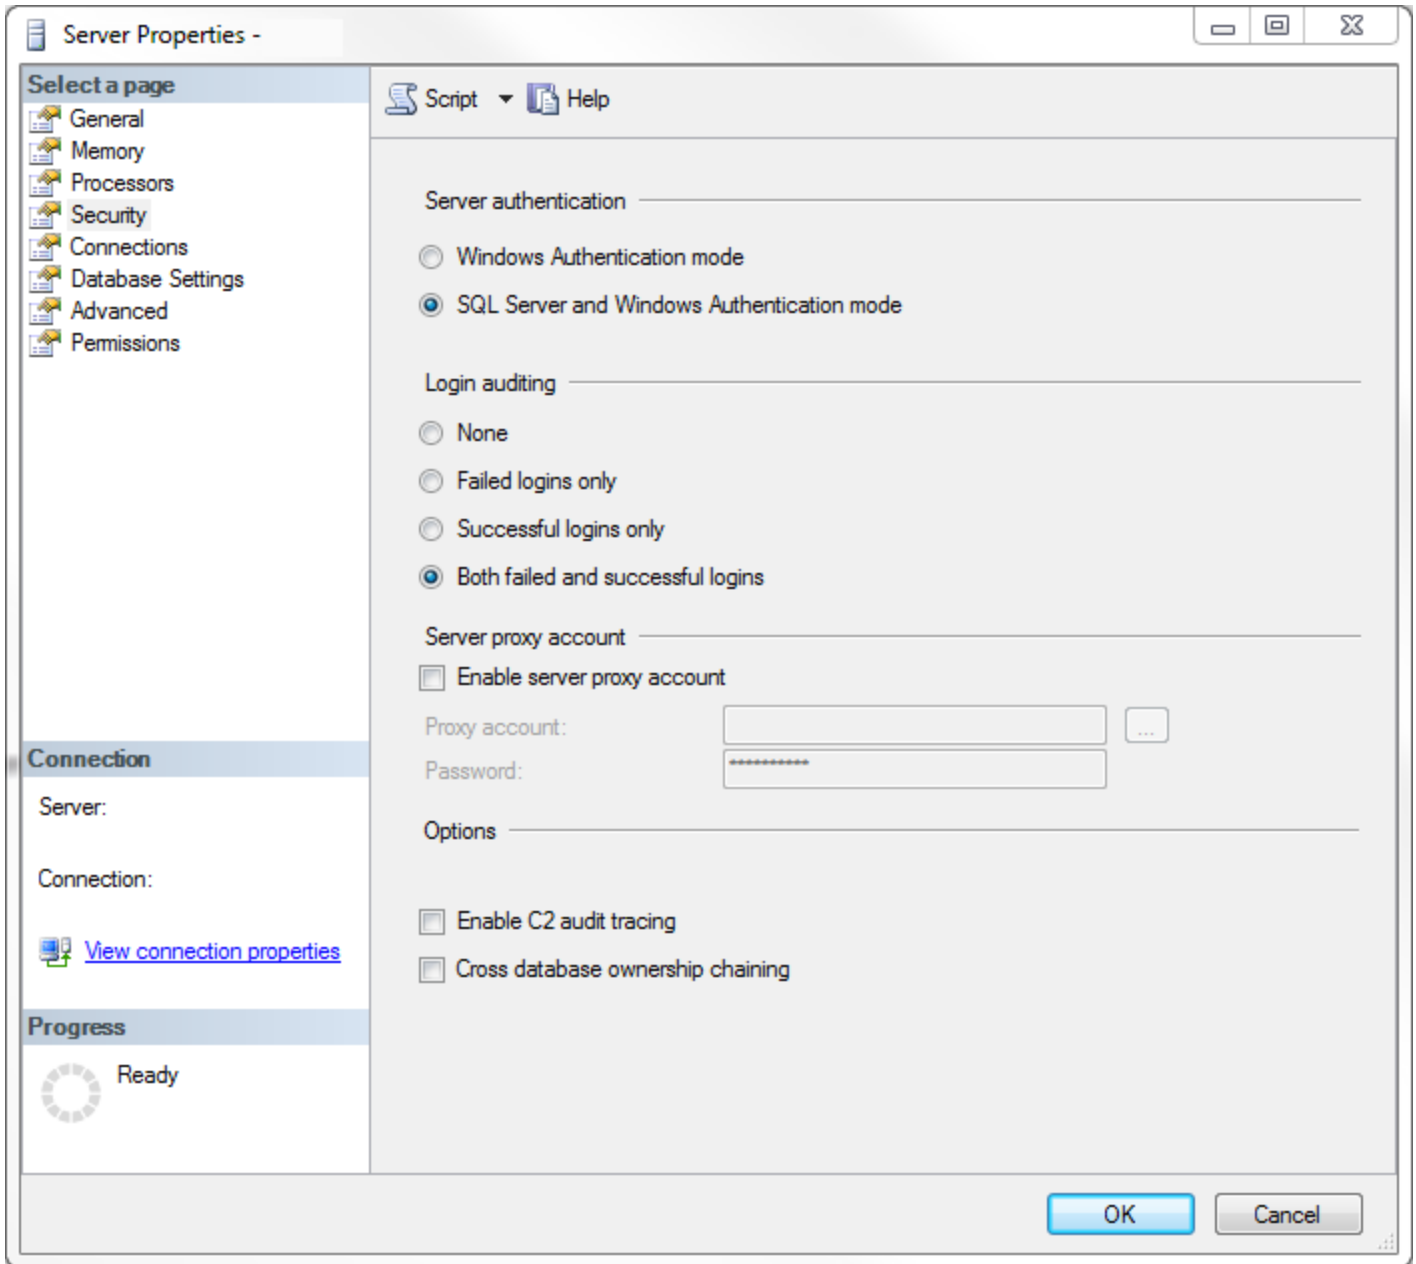 Server Properties -
Select a page
General
Memory
Processors
Security
Connections
Database Settings
Advanced
Permissions
Connection
Server:
Connection:
View connection properties
Progress
Ready
Script
Help
Server authentication
Windows Authentication mode
SQL Server and Windows Authentication mode
Login auditing
None
Failed logins only
Successful logins only
Both failed and successful logins
Server proxy account
Enable server proxy account
Proxy account:
...
Password:
**********
Options
Enable C2 audit tracing
Cross database ownership chaining
OK
Cancel